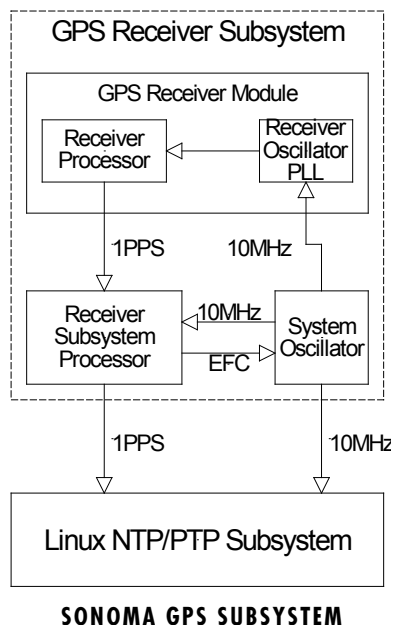 GPS Receiver Subsystem
GPS Receiver Module
Receiver
Processor
Receiver
Oscillator
PLL
1PPS
10MHz
Receiver
Subsystem
Processor
10MHz
EFC
System
Oscillator
1PPS
10MHz
Linux NTP/PTP Subsystem
SONOMA GPS SUBSYSTEM